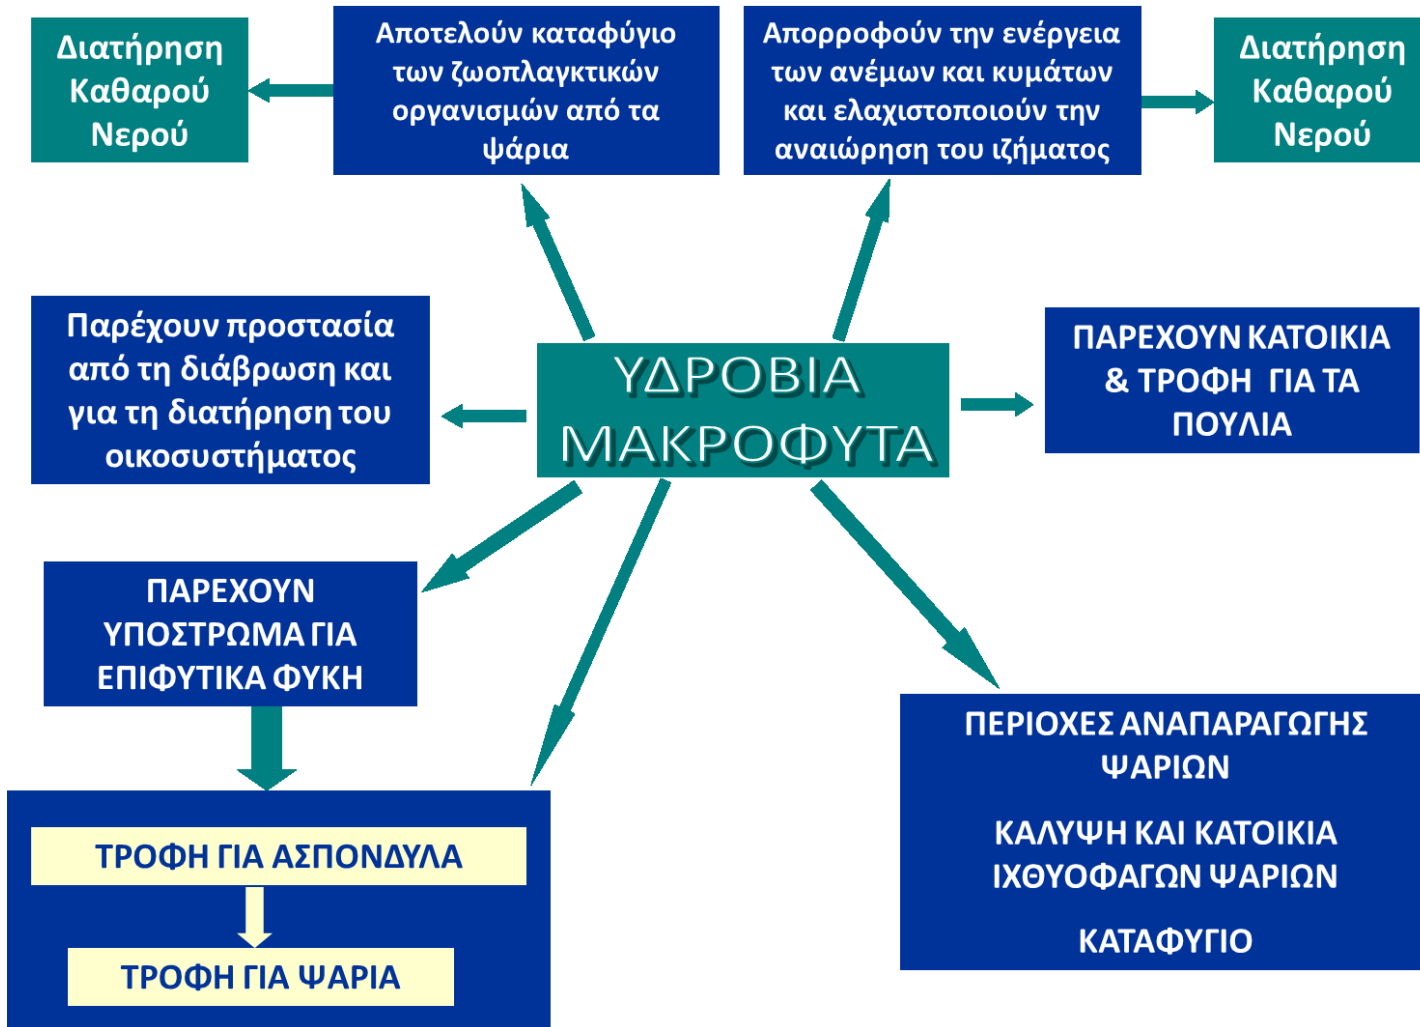 Διατήρηση
Καθαρού
Νερού
Αποτελούν καταφύγιο
των ζωοπλαγκτικών
οργανισμών από τα
ψάρια
Απορροφούν την ενέργεια
των ανέμων και κυμάτων
και ελαχιστοποιούν την
αναιώρηση του ιζήματος
Διατήρηση
Καθαρού
Νερού
Παρέχουν προστασία
από τη διάβρωση και
για τη διατήρηση του
οικοσυστήματος
ΥΔΡΟΒΙΑ
ΜΑΚΡΟΦΥΤΑ
ΠΑΡΕΧΟΥΝ ΚΑΤΟΙΚΙΑ
& ΤΡΟΦΗ ΓΙΑ ΤΑ
ΠΟΥΛΙΑ
ΠΑΡΕΧΟΥΝ
ΥΠΟΣΤΡΩΜΑ ΓΙΑ
ΕΠΙΦΥΤΙΚΑ ΦΥΚΗ
ΤΡΟΦΗ ΓΙΑ ΑΣΠΟΝΔΥΛΑ
ΤΡΟΦΗ ΓΙΑ ΨΑΡΙΑ
ΠΕΡΙΟΧΕΣ ΑΝΑΠΑΡΑΓΩΓΗΣ
ΨΑΡΙΩΝ
ΚΑΛΥΨΗ ΚΑΙ ΚΑΤΟΙΚΙΑ
ΙΧΘΥΟΦΑΓΩΝ ΨΑΡΙΩΝ
ΚΑΤΑΦΥΓΙΟ